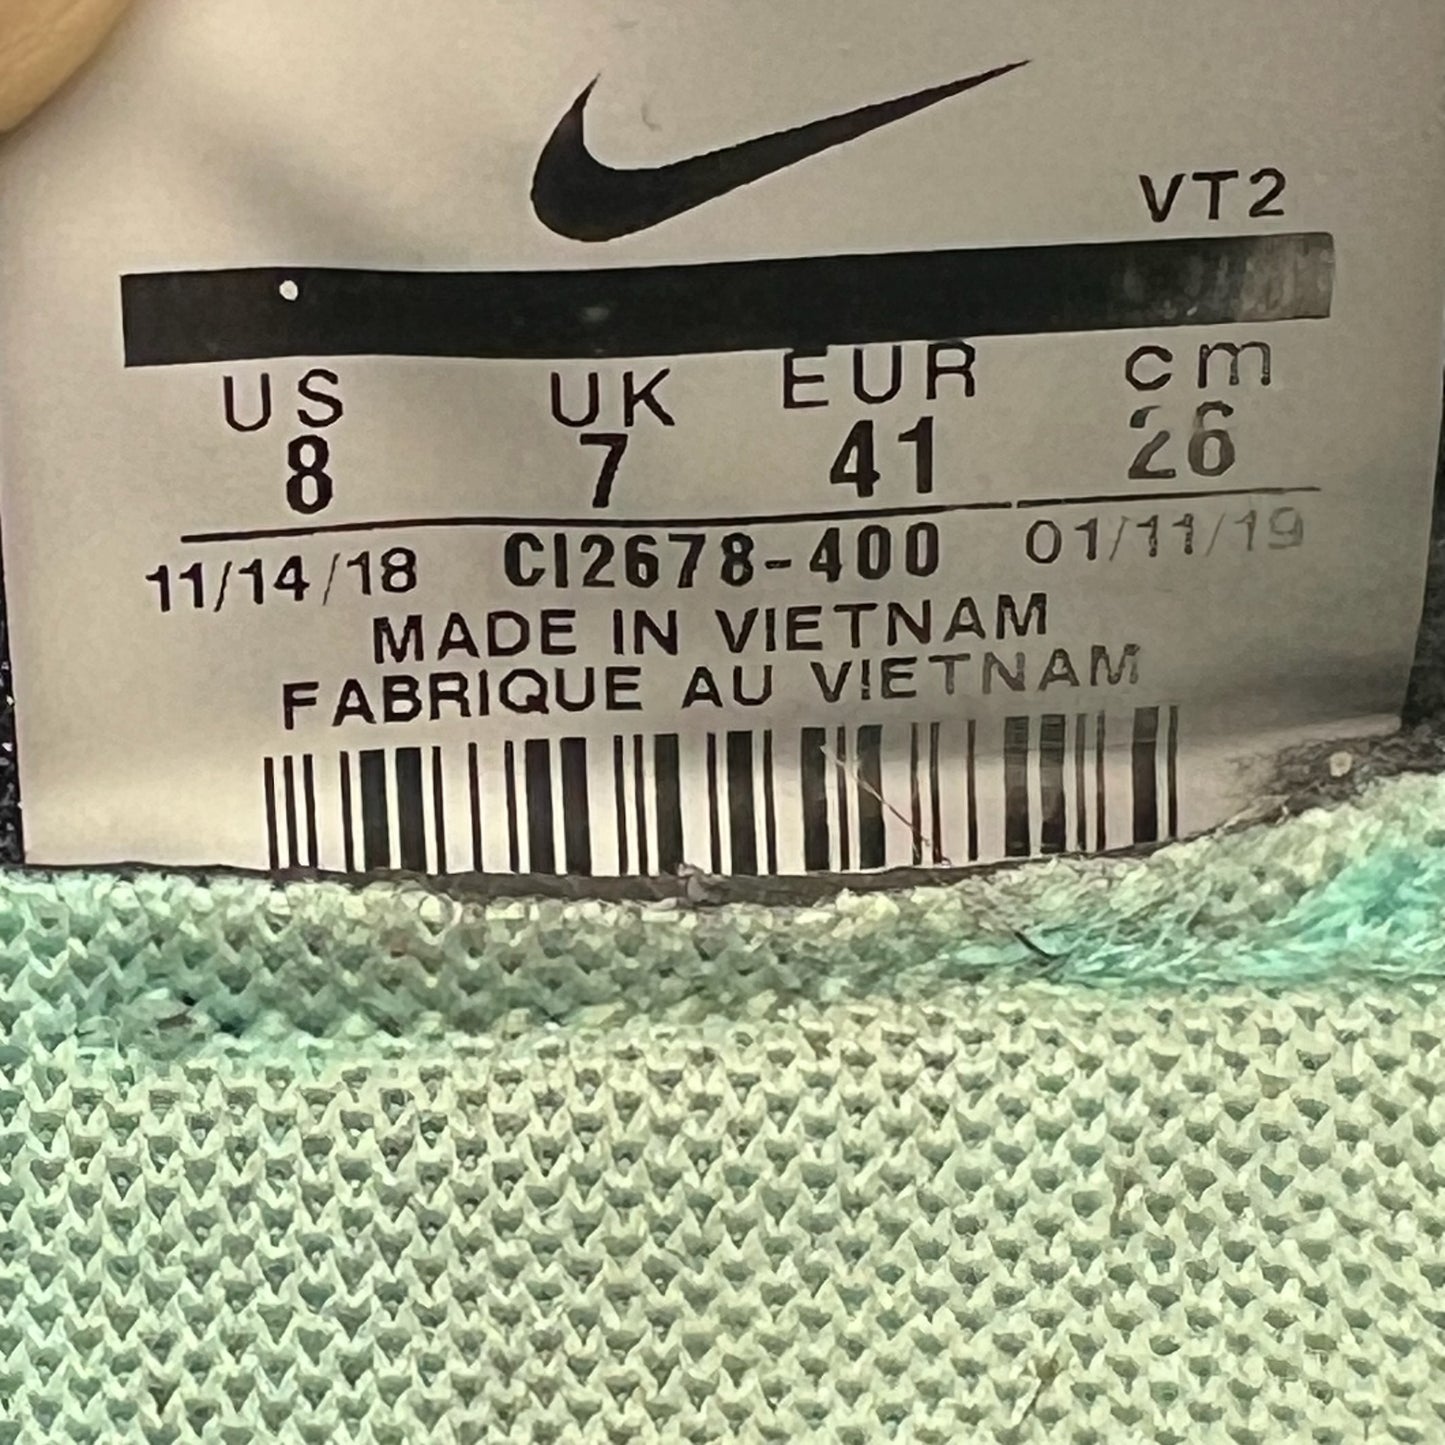 VT2
US UK EUR cm
8 7 41 26
11/14/18 CI2678-400 01/11/19
MADE IN VIETNAM
FABRIQUE AU VIETNAM